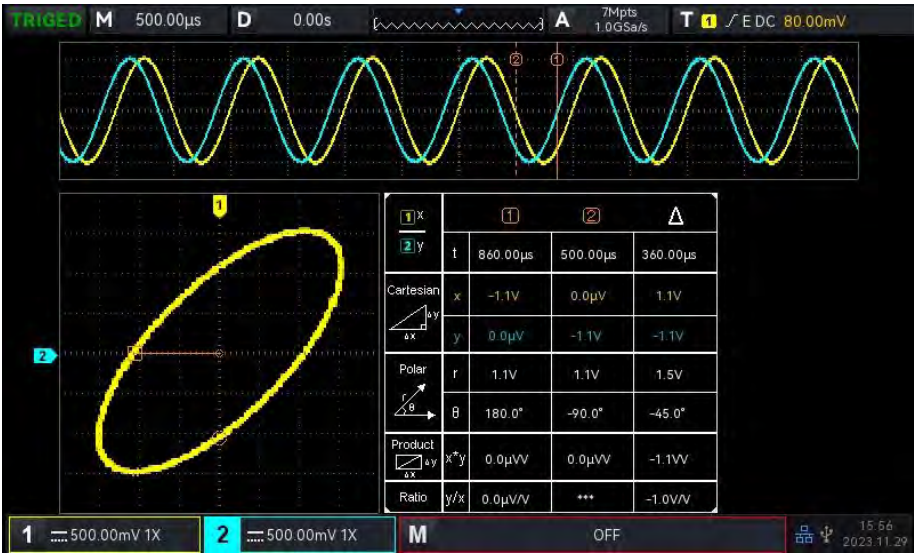 TRIGED M 500.00μs D 0.00s A 7Mpts 1.0GSa/s T 1 E DC 80.00mV
2 1
1
2
1 x 2 y 1 2 Δ
t 860.00μs 500.00μs 360.00μs
Cartesian Δy Δx
x -1.1V 0.0μV 1.1V
y 0.0μV -1.1V -1.1V
Polar r θ
r 1.1V 1.1V 1.5V
θ 180.0° -90.0° -45.0°
Product Δy Δx
x*y 0.0μVV 0.0μVV -1.1VV
Ratio y/x 0.0μV/V *** -1.0V/V
1 500.00mV 1X 2 500.00mV 1X M OFF 15:56
2023.11.29